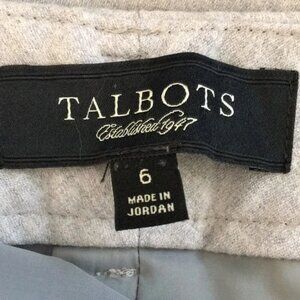 TALBOTS
Established 1947
6
MADE IN
JORDAN